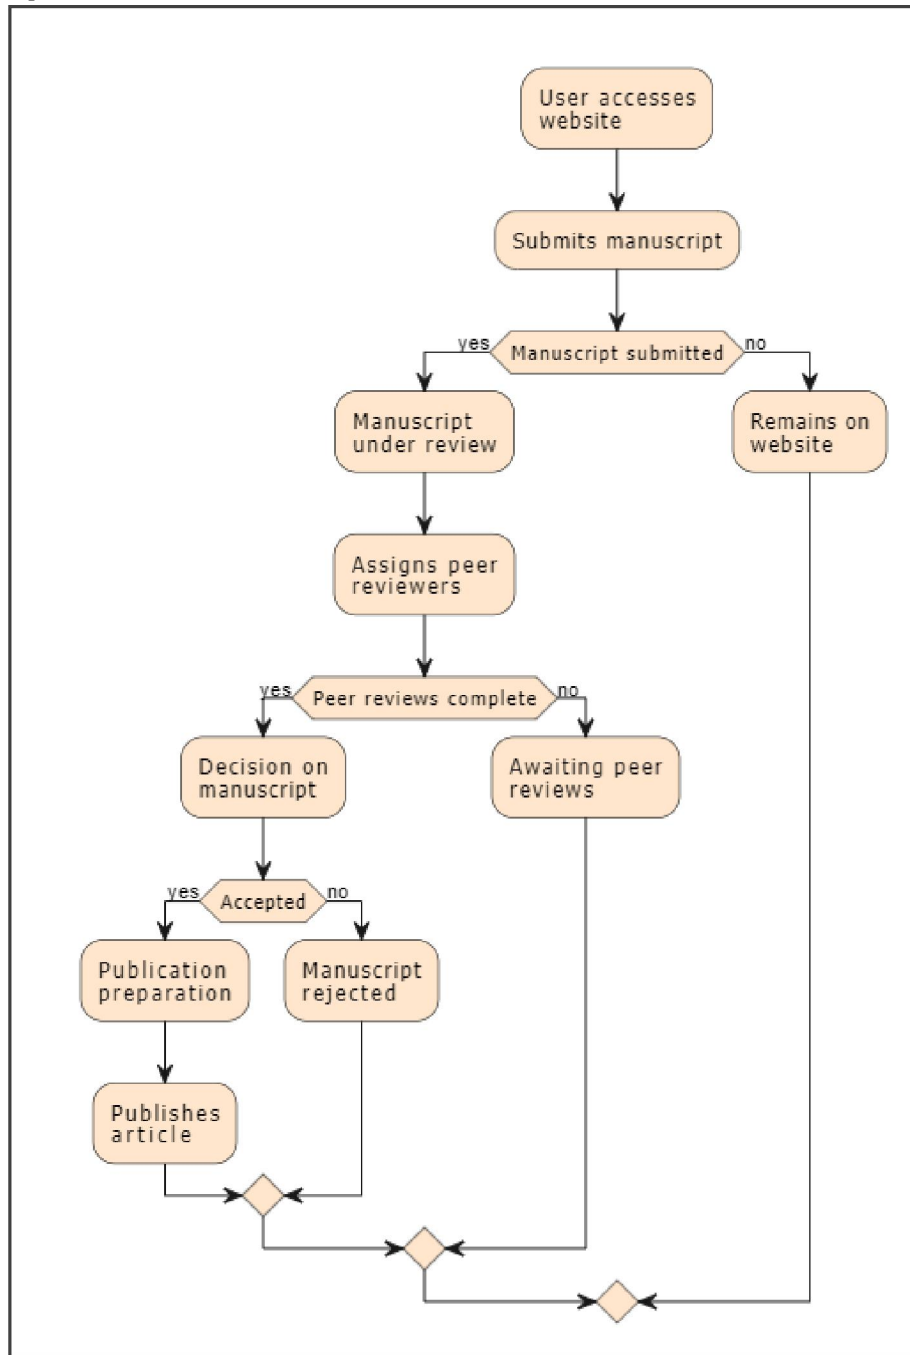 User accesses
website
Submits manuscript
yes
Manuscript submitted
no
Manuscript
under review
Remains on
website
Assigns peer
reviewers
yes
Peer reviews complete
no
Decision on
manuscript
Awaiting peer
reviews
yes
Accepted
no
Publication
preparation
Manuscript
rejected
Publishes
article